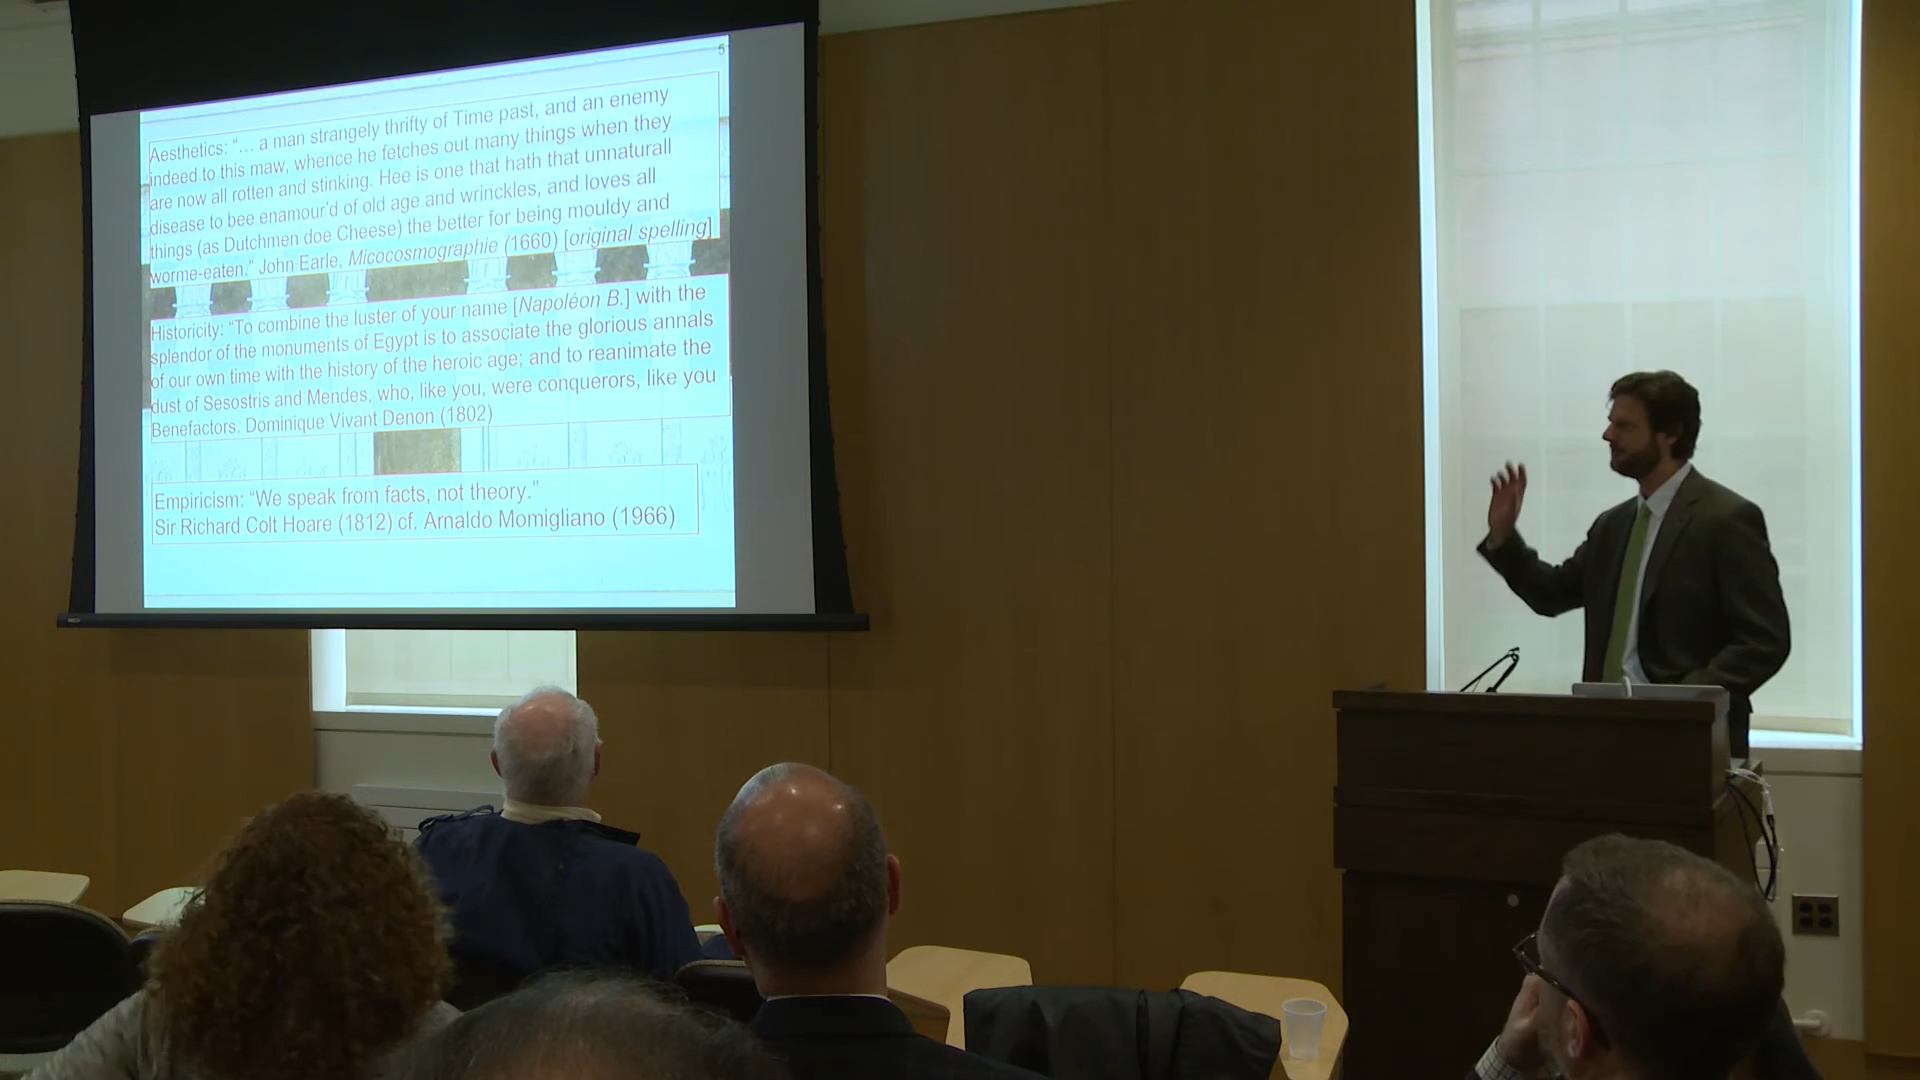 5
Aesthetics: “… a man strangely thrifty of Time past, and an enemy
indeed to this maw, whence he fetches out many things when they
are now all rotten and stinking. Hee is one that hath that unnaturall
disease to bee enamour’d of old age and wrinckles, and loves all
things (as Dutchmen doe Cheese) the better for being mouldy and
worme-eaten.” John Earle, Micocosmographie (1660) [original spelling]
Historicity: “To combine the luster of your name [Napoléon B.] with the
splendor of the monuments of Egypt is to associate the glorious annals
of our own time with the history of the heroic age; and to reanimate the
dust of Sesostris and Mendes, who, like you, were conquerors, like you
Benefactors. Dominique Vivant Denon (1802)
Empiricism: “We speak from facts, not theory.”
Sir Richard Colt Hoare (1812) cf. Arnaldo Momigliano (1966)